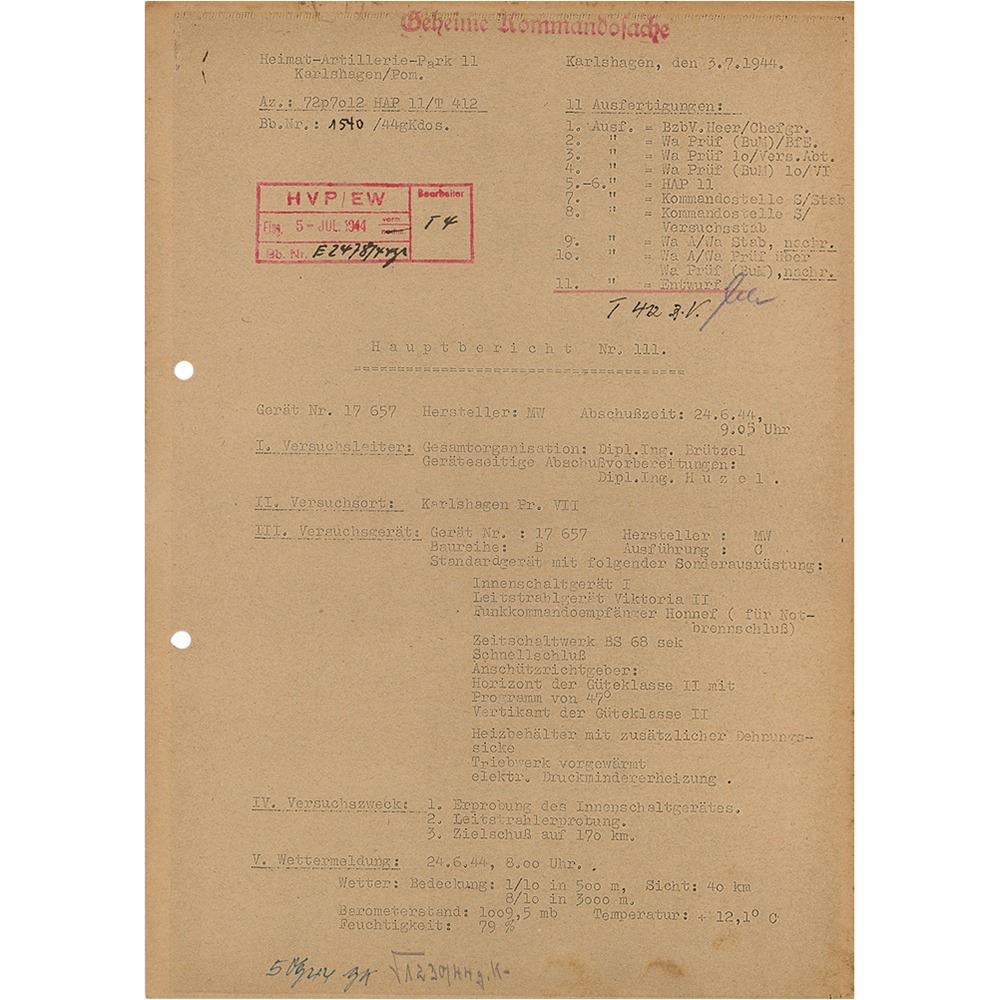 Geheime Kommandosache
Heimat-Artillerie-Park 11
Karlshagen/Pom.
Karlshagen, den 3.7.1944.
Az.: 72p7o12 HAP 11/T 412
Bb.Nr.: 1540 /44gKdos.
11 Ausfertigungen:
1. Ausf. = BzbV.Heer/Chefgr.
2. " = Wa Prüf (BuM)/BfE.
3. " = Wa Prüf 1o/Vers.Abt.
4. " = Wa Prüf (BuM) 1o/VI
5.-6." = HAP 11
7. " = Kommandostelle S/Stab
8. " = Kommandostelle S/
Versuchsstab
9. " = Wa A/Wa Stab, nachr.
1o. " = Wa A/Wa Prüf über
Wa Prüf (BuM),nachr.
11. " = Entwurf
HVP/EW
Bearbeiter
Eing. 5-JUL.1944 vorm.
T 4
Bb. Nr. E 2478/44g
T 412 z.V.
Hauptbericht Nr. 111.
====================================
Gerät Nr. 17 657 Hersteller: MW Abschußzeit: 24.6.44,
9.o5 Uhr
I. Versuchsleiter: Gesamtorganisation: Dipl.Ing. Brützel
Geräteseitige Abschußvorbereitungen:
Dipl.Ing. H u z e l .
II. Versuchsort: Karlshagen Pr. VII
III. Versuchsgerät: Gerät Nr. : 17 657 Hersteller : MW
Baureihe: B Ausführung : C
Standardgerät mit folgender Sonderausrüstung:
Innenschaltgerät I
Leitstrahlgerät Viktoria II
Funkkommandoempfänger Honnef ( für Not-
brennschluß)
Zeitschaltwerk BS 68 sek
Schnellschluß
Anschützrichtgeber:
Horizont der Güteklasse II mit
Programm von 47°
Vertikant der Güteklasse II
Heizbehälter mit zusätzlicher Dehnungs-
sicke
Triebwerk vorgewärmt
elektr. Druckmindererheizung .
IV. Versuchszweck: 1. Erprobung des Innenschaltgerätes.
2. Leitstrahlerprobung.
3. Zielschuß auf 17o km.
V. Wettermeldung: 24.6.44, 8.oo Uhr. .
Wetter: Bedeckung: 1/1o in 5oo m, Sicht: 4o km
8/1o in 3ooo m.
Barometerstand: 1oo9,5 mb Temperatur: + 12,1° C
Feuchtigkeit: 79 %